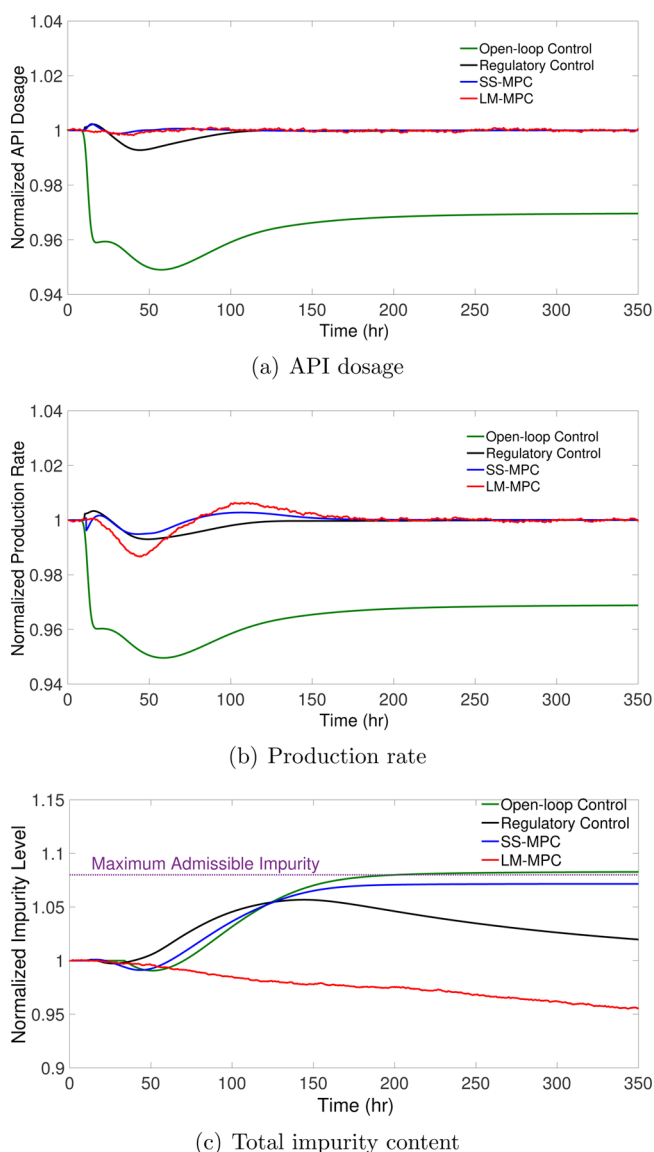 1.04
1.02
1
0.98
0.96
0.94
Normalized API Dosage
Open-loop Control
Regulatory Control
SS-MPC
LM-MPC
0 50 100 150 200 250 300 350
Time (hr)
(a) API dosage
1.04
1.02
1
0.98
0.96
0.94
Normalized Production Rate
Open-loop Control
Regulatory Control
SS-MPC
LM-MPC
0 50 100 150 200 250 300 350
Time (hr)
(b) Production rate
1.15
1.1
1.05
1
0.95
0.9
Normalized Impurity Level
Open-loop Control
Regulatory Control
SS-MPC
LM-MPC
Maximum Admissible Impurity
0 50 100 150 200 250 300 350
Time (hr)
(c) Total impurity content